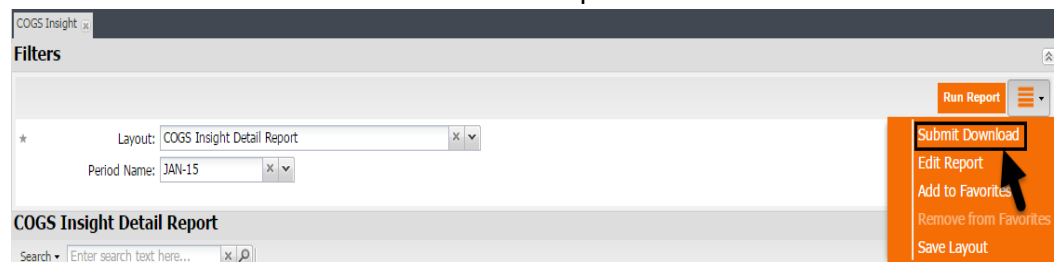 COGS Insight
Filters
Run Report
* Layout: COGS Insight Detail Report
Submit Download
Period Name: JAN-15
Edit Report
Add to Favorites
COGS Insight Detail Report
Remove from Favorites
Search Enter search text here...
Save Layout